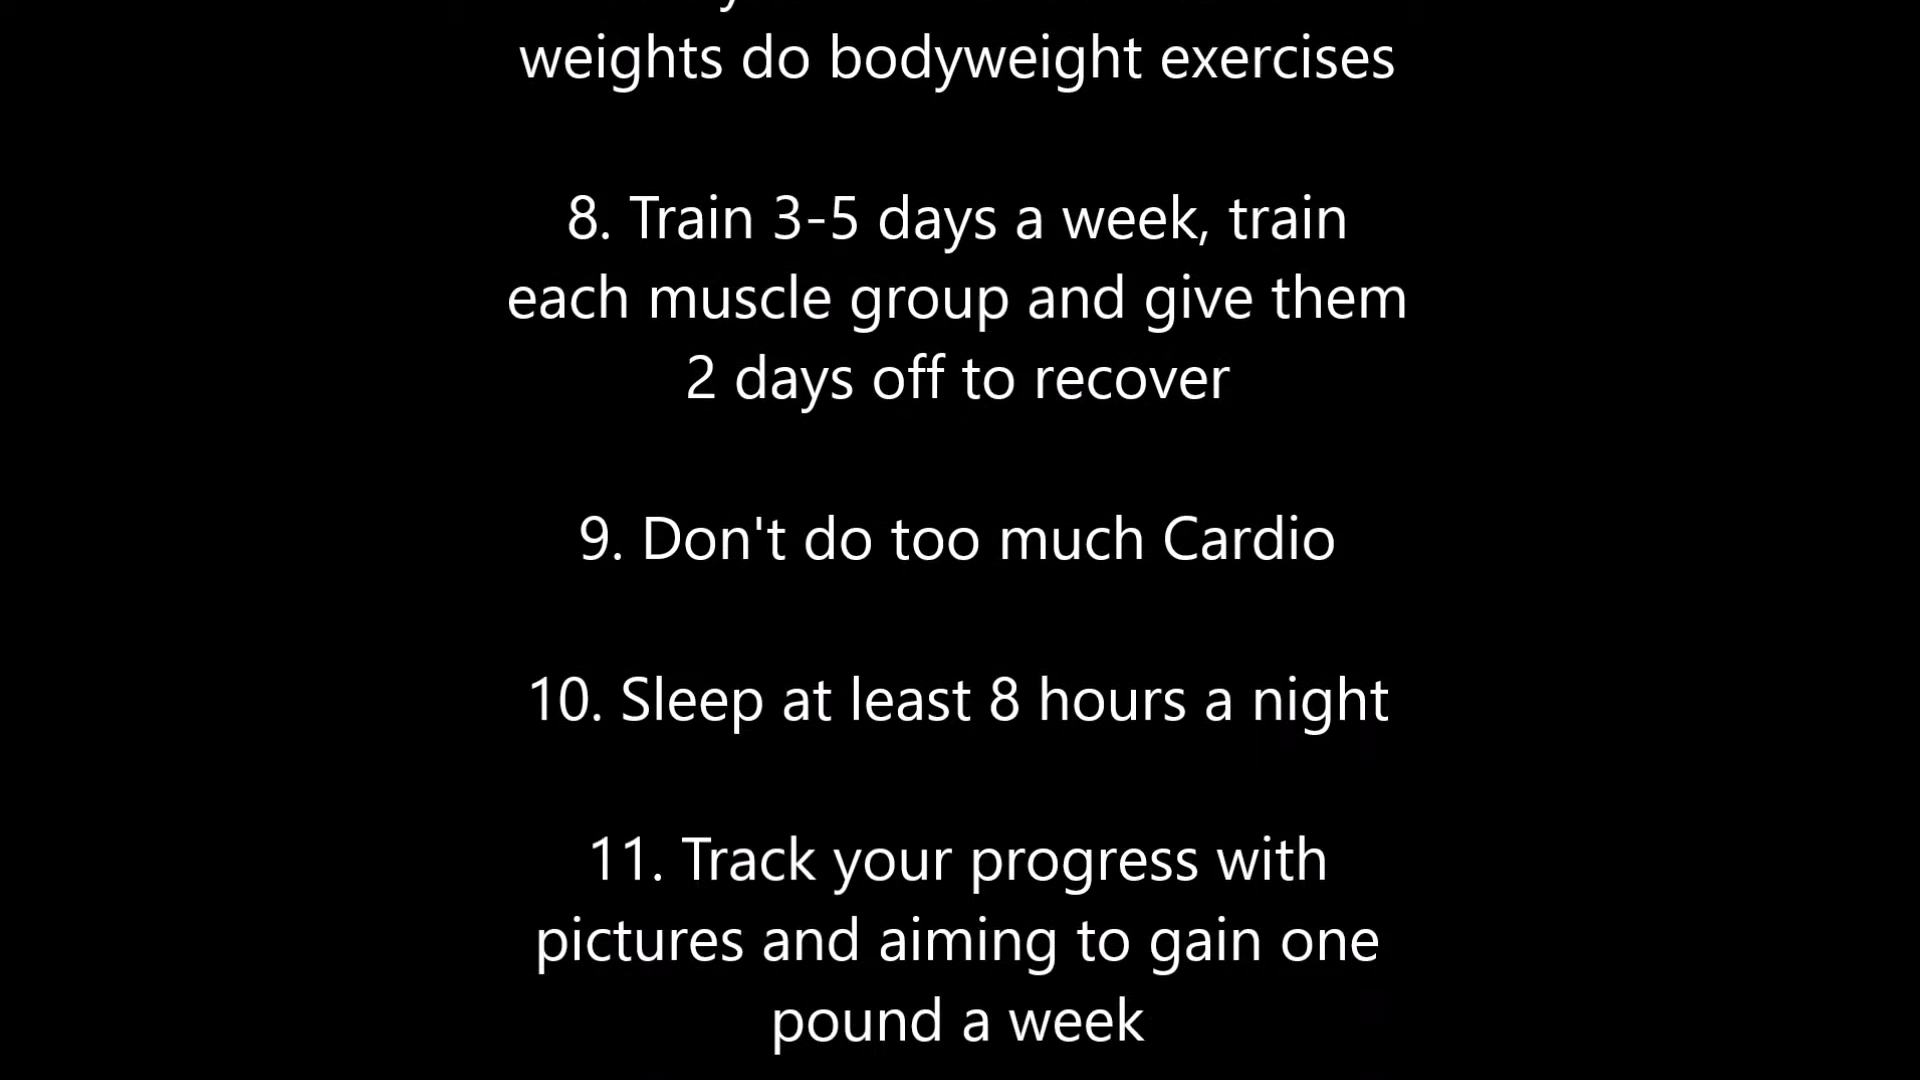 weights do bodyweight exercises
8. Train 3-5 days a week, train
each muscle group and give them
2 days off to recover
9. Don't do too much Cardio
10. Sleep at least 8 hours a night
11. Track your progress with
pictures and aiming to gain one
pound a week